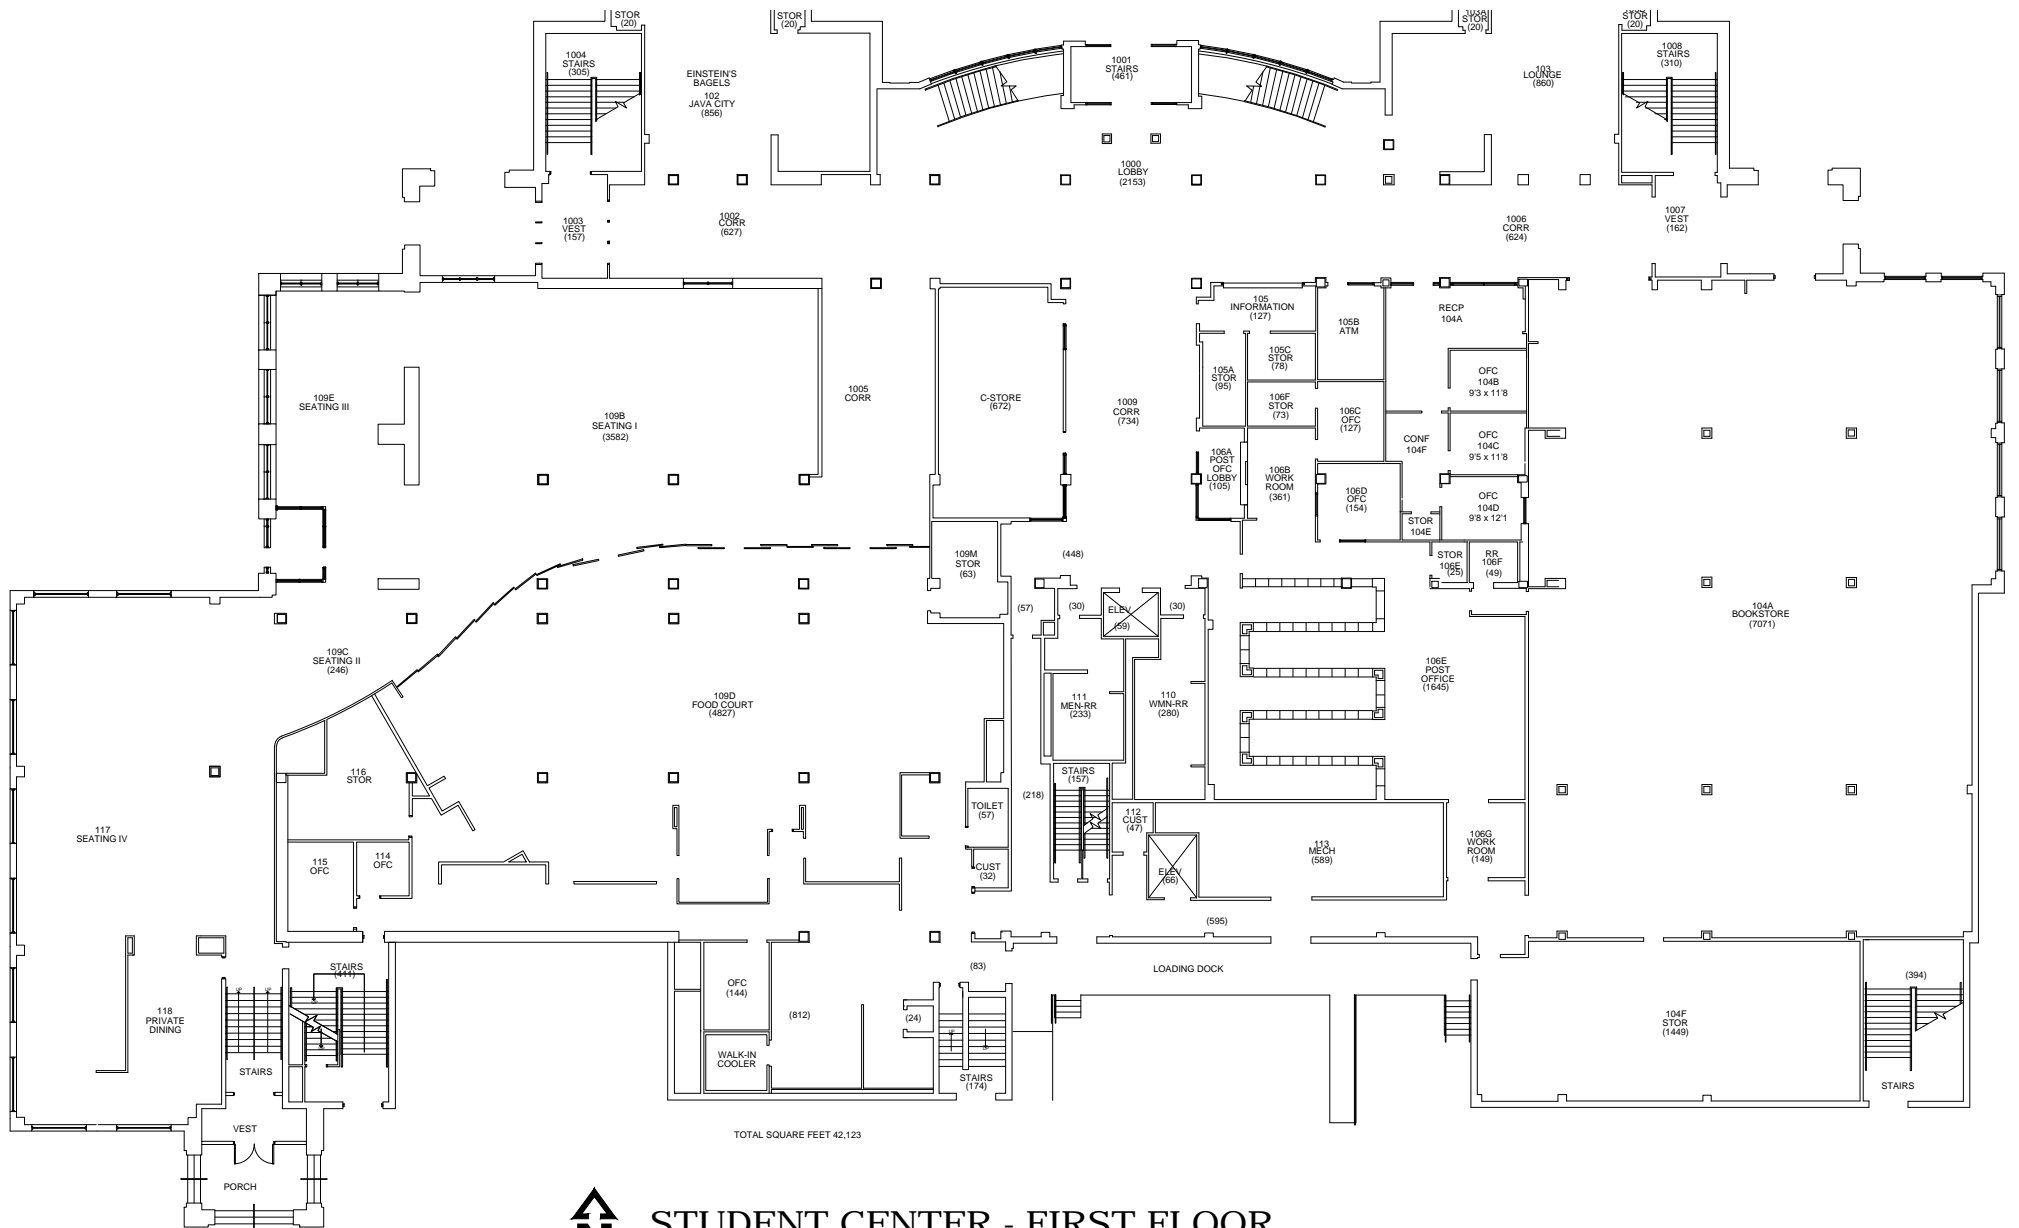 STOR
(20)
STOR
(20)
103A
STOR
(20)
STOR
(20)
1004
STAIRS
(305)
EINSTEIN'S
BAGELS
102
JAVA CITY
(856)
1001
STAIRS
(461)
103
LOUNGE
(860)
1008
STAIRS
(310)
1000
LOBBY
(2153)
1003
VEST
(157)
1002
CORR
(627)
1006
CORR
(624)
1007
VEST
(162)
105
INFORMATION
(127)
105B
ATM
RECP
104A
105C
STOR
(78)
105A
STOR
(95)
OFC
104B
9'3 x 11'8
109E
SEATING III
109B
SEATING I
(3582)
1005
CORR
C-STORE
(672)
1009
CORR
(734)
106F
STOR
(73)
106C
OFC
(127)
CONF
104F
OFC
104C
9'5 x 11'8
106A
POST
OFC
LOBBY
(105)
106B
WORK
ROOM
(361)
106D
OFC
(154)
OFC
104D
9'8 x 12'1
STOR
104E
109M
STOR
(63)
(448)
STOR
106E
(25)
RR
106F
(49)
(57)
(30)
ELEV
(59)
(30)
104A
BOOKSTORE
(7071)
109C
SEATING II
(246)
109D
FOOD COURT
(4827)
111
MEN-RR
(233)
110
WMN-RR
(280)
106E
POST
OFFICE
(1645)
116
STOR
STAIRS
(157)
(218)
TOILET
(57)
112
CUST
(47)
117
SEATING IV
115
OFC
114
OFC
CUST
(32)
ELEV
(66)
113
MECH
(589)
106G
WORK
ROOM
(149)
(595)
STAIRS
(411)
(83)
LOADING DOCK
(394)
UP
UP
OFC
(144)
118
PRIVATE
DINING
(812)
(24)
104F
STOR
(1449)
WALK-IN
COOLER
STAIRS
STAIRS
(174)
STAIRS
VEST
TOTAL SQUARE FEET 42,123
PORCH
STUDENT CENTER - FIRST FLOOR